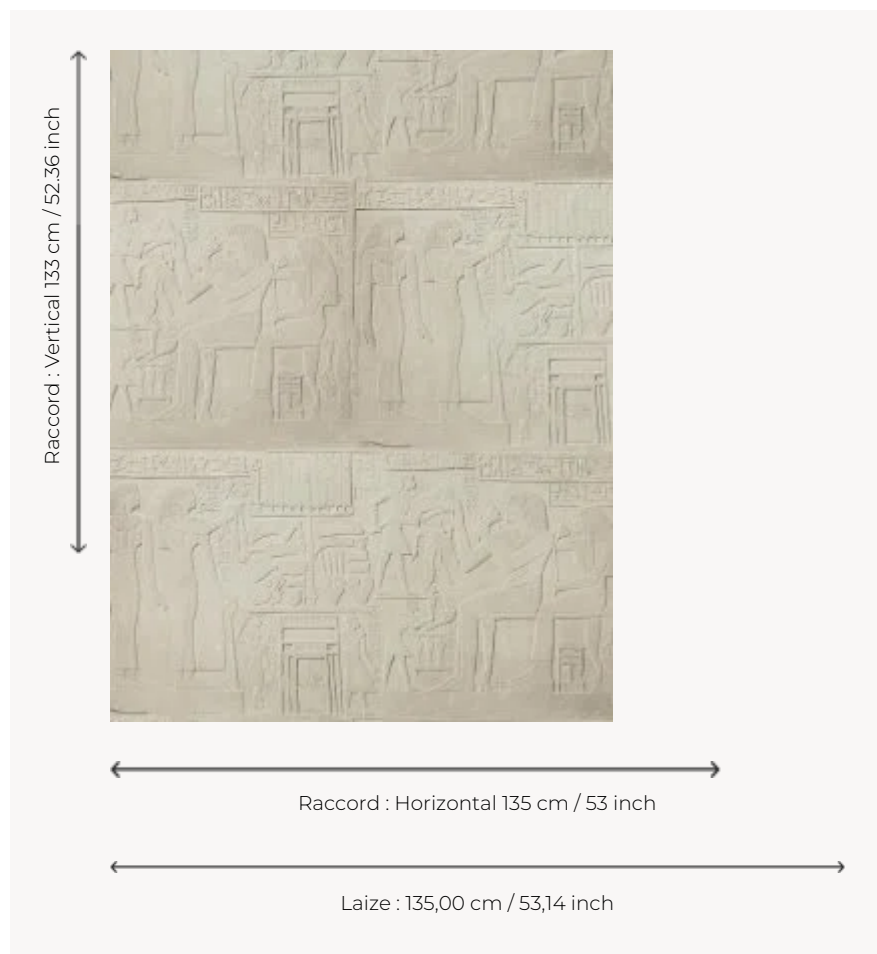 Raccord : Vertical 133 cm / 52.36 inch
Raccord : Horizontal 135 cm / 53 inch
Laize : 135,00 cm / 53,14 inch